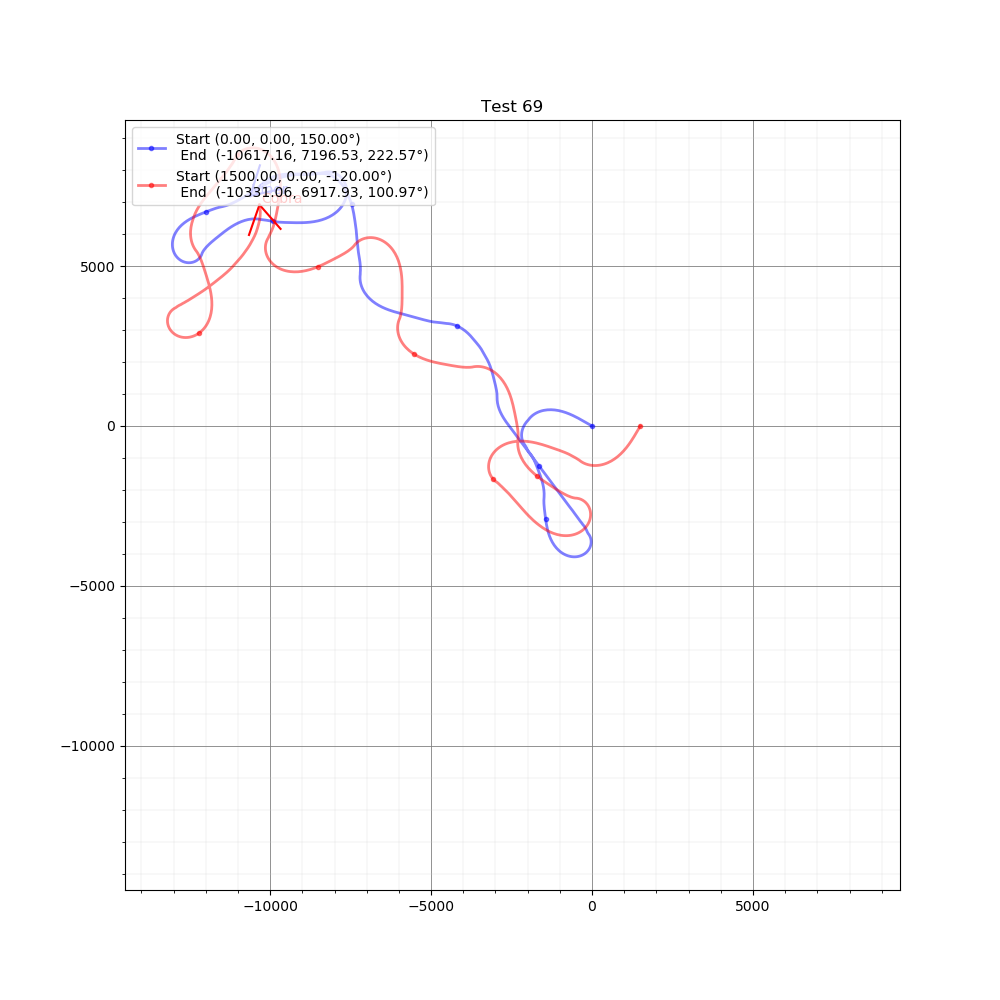 Test 69
Start (0.00, 0.00, 150.00°)
End (-10617.16, 7196.53, 222.57°)
Start (1500.00, 0.00, -120.00°)
End (-10331.06, 6917.93, 100.97°)
5000
0
−5000
−10000
−10000
−5000
0
5000